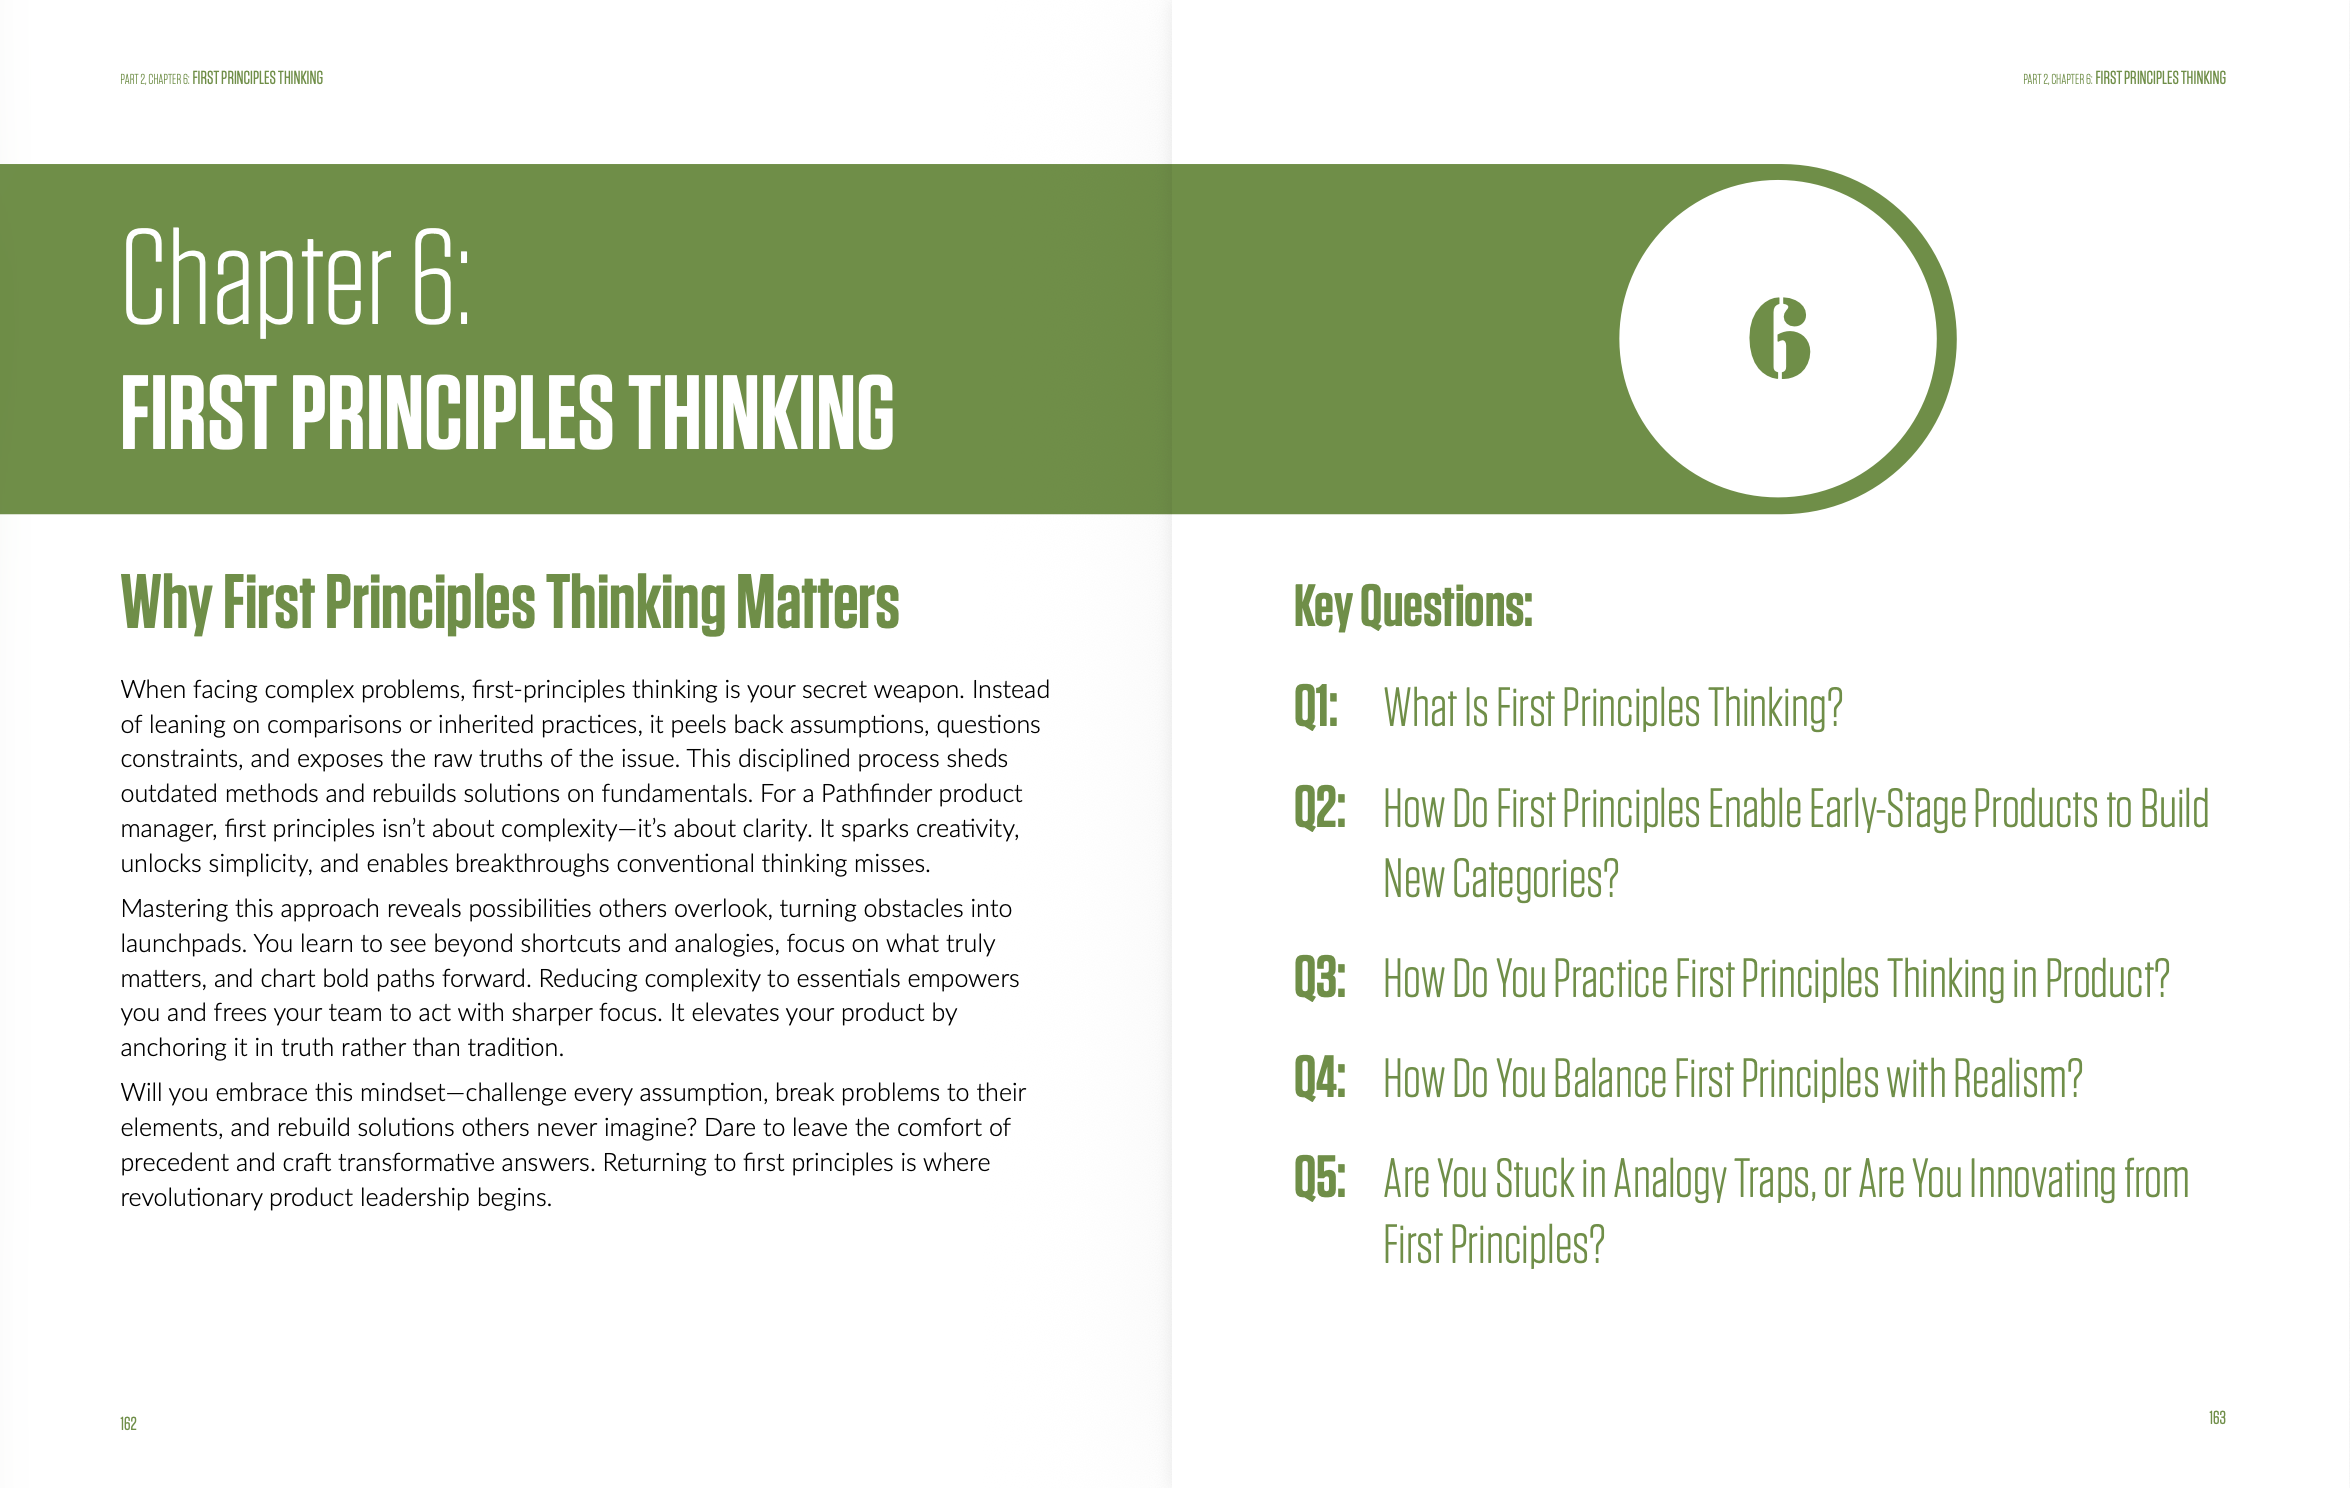 PART 2, CHAPTER 6: FIRST PRINCIPLES THINKING
Chapter 6:
FIRST PRINCIPLES THINKING
Why First Principles Thinking Matters
When facing complex problems, first-principles thinking is your secret weapon. Instead
of leaning on comparisons or inherited practices, it peels back assumptions, questions
constraints, and exposes the raw truths of the issue. This disciplined process sheds
outdated methods and rebuilds solutions on fundamentals. For a Pathfinder product
manager, first principles isn’t about complexity—it’s about clarity. It sparks creativity,
unlocks simplicity, and enables breakthroughs conventional thinking misses.
Mastering this approach reveals possibilities others overlook, turning obstacles into
launchpads. You learn to see beyond shortcuts and analogies, focus on what truly
matters, and chart bold paths forward. Reducing complexity to essentials empowers
you and frees your team to act with sharper focus. It elevates your product by
anchoring it in truth rather than tradition.
Will you embrace this mindset—challenge every assumption, break problems to their
elements, and rebuild solutions others never imagine? Dare to leave the comfort of
precedent and craft transformative answers. Returning to first principles is where
revolutionary product leadership begins.
162
PART 2, CHAPTER 6: FIRST PRINCIPLES THINKING
6
Key Questions:
Q1: What Is First Principles Thinking?
Q2: How Do First Principles Enable Early-Stage Products to Build
New Categories?
Q3: How Do You Practice First Principles Thinking in Product?
Q4: How Do You Balance First Principles with Realism?
Q5: Are You Stuck in Analogy Traps, or Are You Innovating from
First Principles?
163